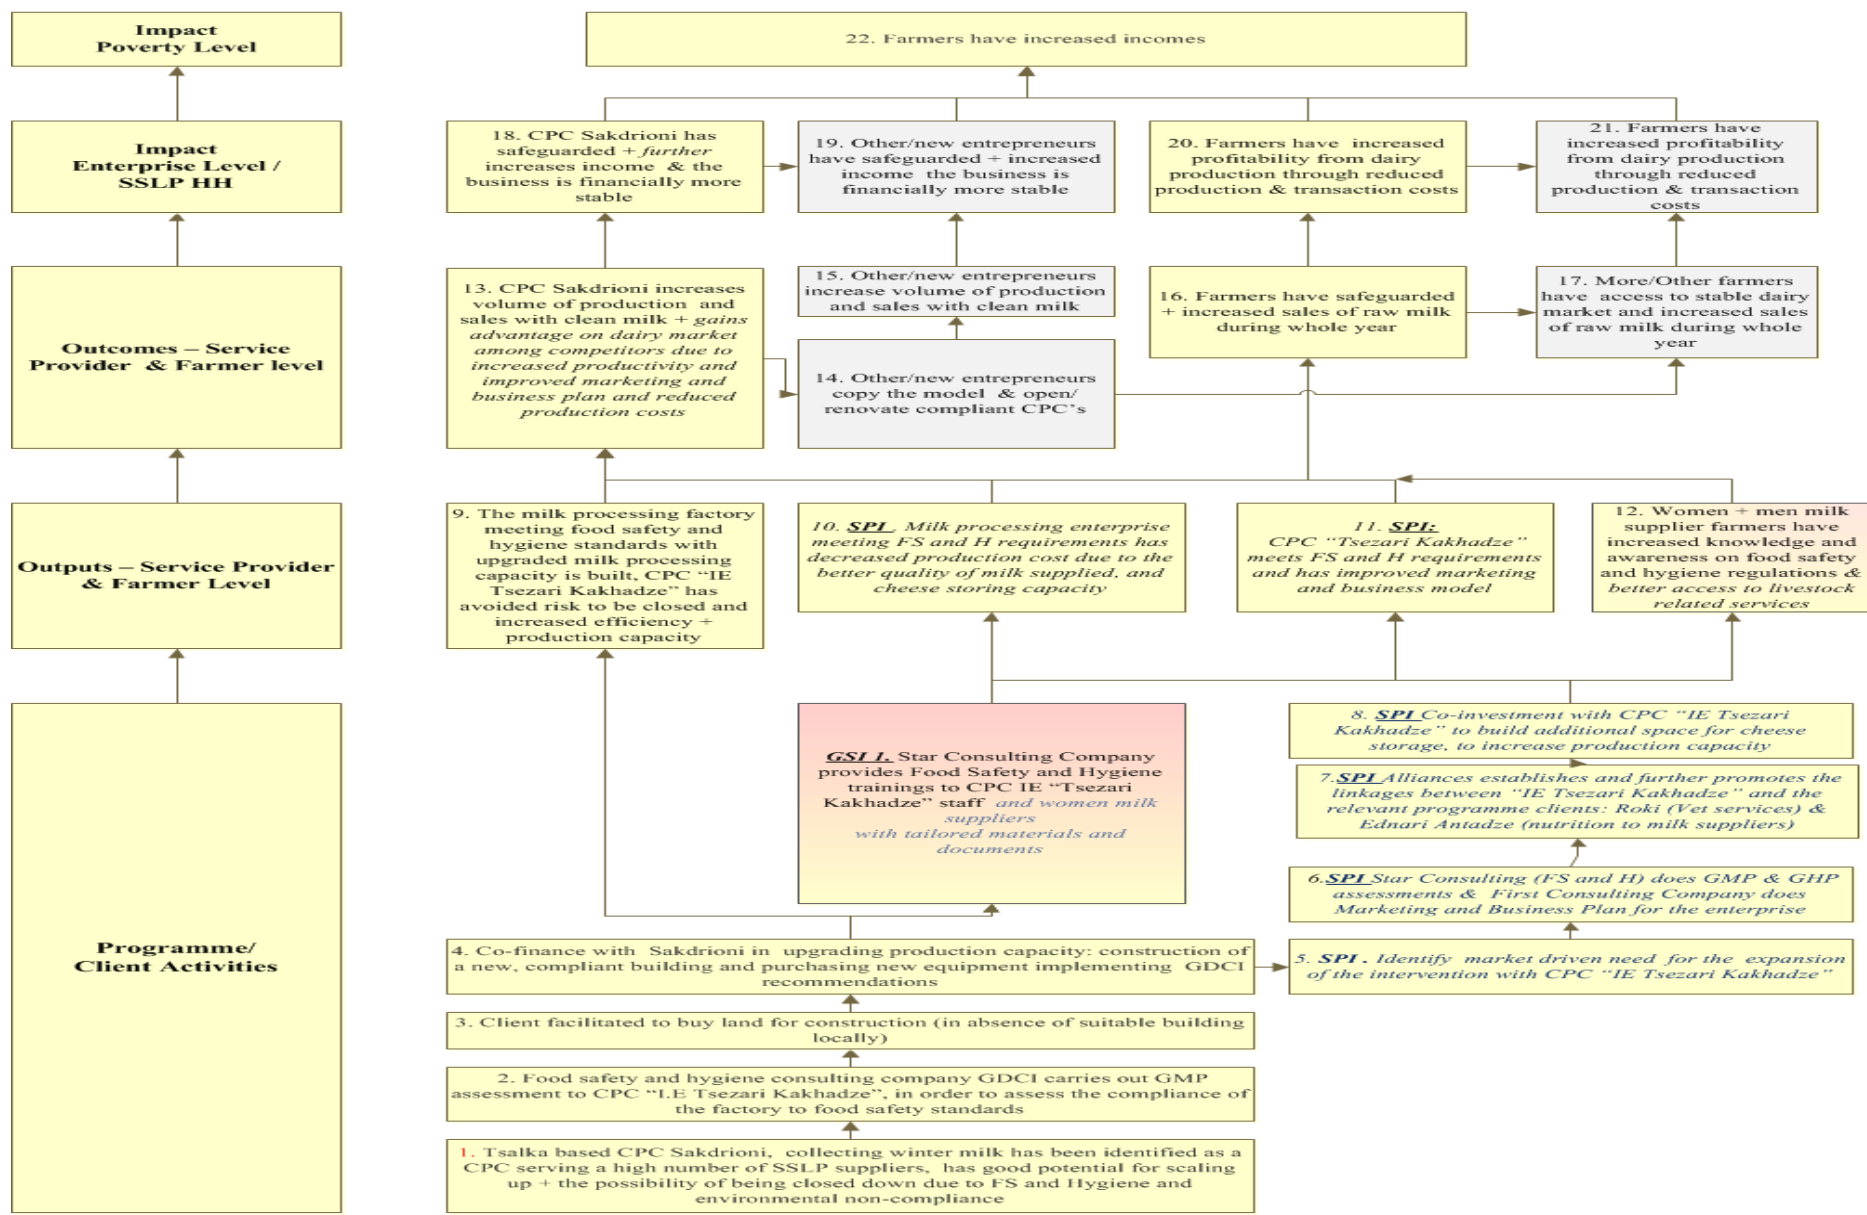 Impact
Poverty Level
22. Farmers have increased incomes
Impact
Enterprise Level /
SSLP HH
18. CPC Sakdrioni has
safeguarded + further
increases income & the
business is financially more
stable
19. Other/new entrepreneurs
have safeguarded + increased
income the business is
financially more stable
20. Farmers have increased
profitability from dairy
production through reduced
production & transaction costs
21. Farmers have
increased profitability
from dairy production
through reduced
production & transaction
costs
Outcomes – Service
Provider & Farmer level
13. CPC Sakdrioni increases
volume of production and
sales with clean milk + gains
advantage on dairy market
among competitors due to
increased productivity and
improved marketing and
business plan and reduced
production costs
15. Other/new entrepreneurs
increase volume of production
and sales with clean milk
14. Other/new entrepreneurs
copy the model & open/
renovate compliant CPC’s
16. Farmers have safeguarded
+ increased sales of raw milk
during whole year
17. More/Other farmers
have access to stable dairy
market and increased sales
of raw milk during whole
year
Outputs – Service Provider
& Farmer Level
9. The milk processing factory
meeting food safety and
hygiene standards with
upgraded milk processing
capacity is built, CPC “IE
Tsezari Kakhadze” has
avoided risk to be closed and
increased efficiency +
production capacity
10. SPI . Milk processing enterprise
meeting FS and H requirements has
decreased production cost due to the
better quality of milk supplied, and
cheese storing capacity
11. SPI:
CPC “Tsezari Kakhadze”
meets FS and H requirements
and has improved marketing
and business model
12. Women + men milk
supplier farmers have
increased knowledge and
awareness on food safety
and hygiene regulations &
better access to livestock
related services
Programme/
Client Activities
GSI 1. Star Consulting Company
provides Food Safety and Hygiene
trainings to CPC IE “Tsezari
Kakhadze” staff and women milk
suppliers
with tailored materials and
documents
8. SPI Co-investment with CPC “IE Tsezari
Kakhadze” to build additional space for cheese
storage, to increase production capacity
7.SPI Alliances establishes and further promotes the
linkages between “IE Tsezari Kakhadze” and the
relevant programme clients: Roki (Vet services) &
Ednari Antadze (nutrition to milk suppliers)
6.SPI Star Consulting (FS and H) does GMP & GHP
assessments & First Consulting Company does
Marketing and Business Plan for the enterprise
5. SPI . Identify market driven need for the expansion
of the intervention with CPC “IE Tsezari Kakhadze”
4. Co-finance with Sakdrioni in upgrading production capacity: construction of
a new, compliant building and purchasing new equipment implementing GDCI
recommendations
3. Client facilitated to buy land for construction (in absence of suitable building
locally)
2. Food safety and hygiene consulting company GDCI carries out GMP
assessment to CPC “I.E Tsezari Kakhadze”, in order to assess the compliance of
the factory to food safety standards
1. Tsalka based CPC Sakdrioni, collecting winter milk has been identified as a
CPC serving a high number of SSLP suppliers, has good potential for scaling
up + the possibility of being closed down due to FS and Hygiene and
environmental non-compliance